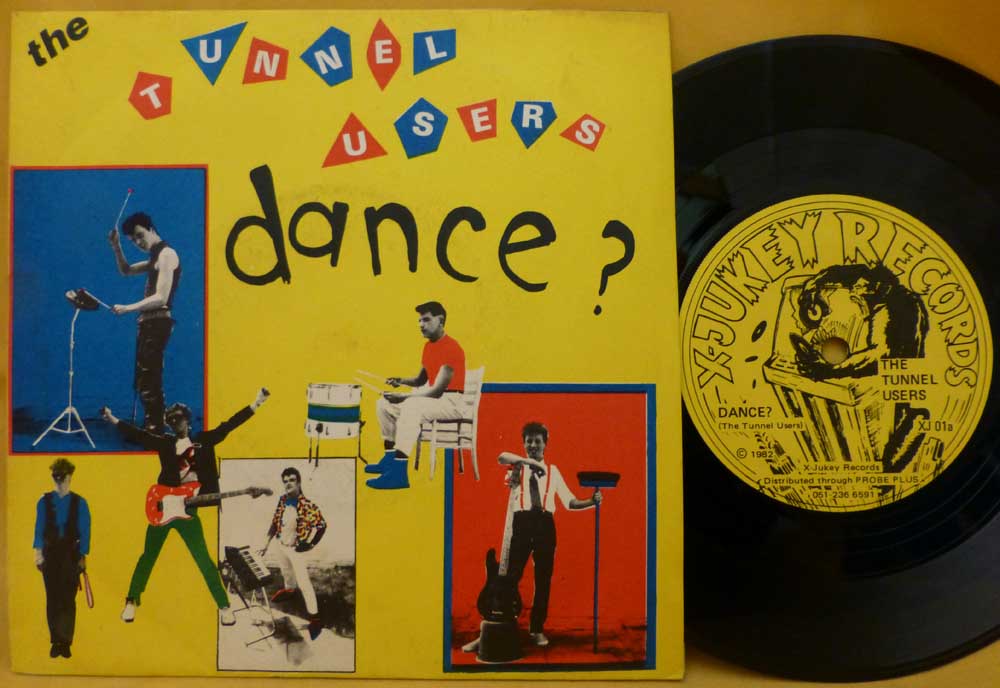 the
TUNNEL
USERS
dance?
X-JUKEY RECORDS
THE
TUNNEL
USERS
DANCE?
(The Tunnel Users)
XJ 01a
© 1982
X-Jukey Records
Distributed through PROBE PLUS
051-236 6591